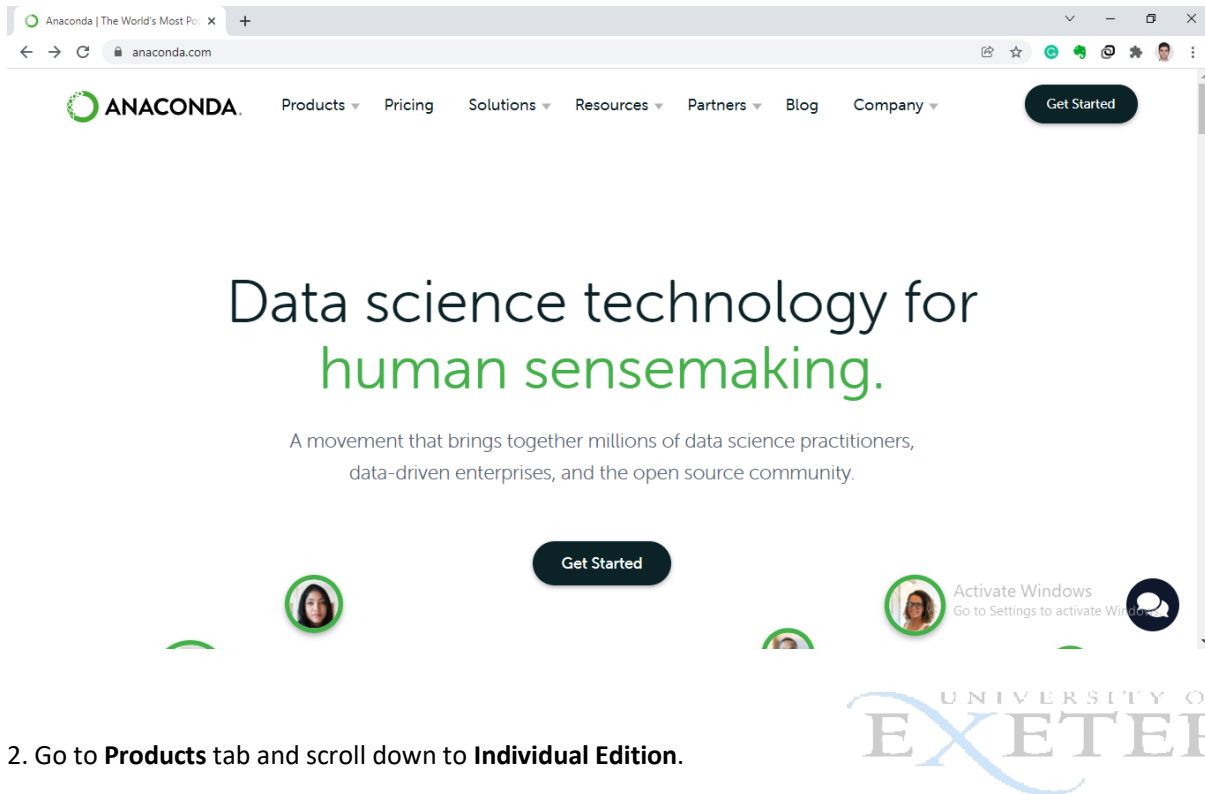 Anaconda | The World's Most Po
anaconda.com
ANACONDA. Products Pricing Solutions Resources Partners Blog Company Get Started
Data science technology for
human sensemaking.
A movement that brings together millions of data science practitioners,
data-driven enterprises, and the open source community.
Get Started
Activate Windows
Go to Settings to activate Windows.
UNIVERSITY O
EXETE
2. Go to Products tab and scroll down to Individual Edition.